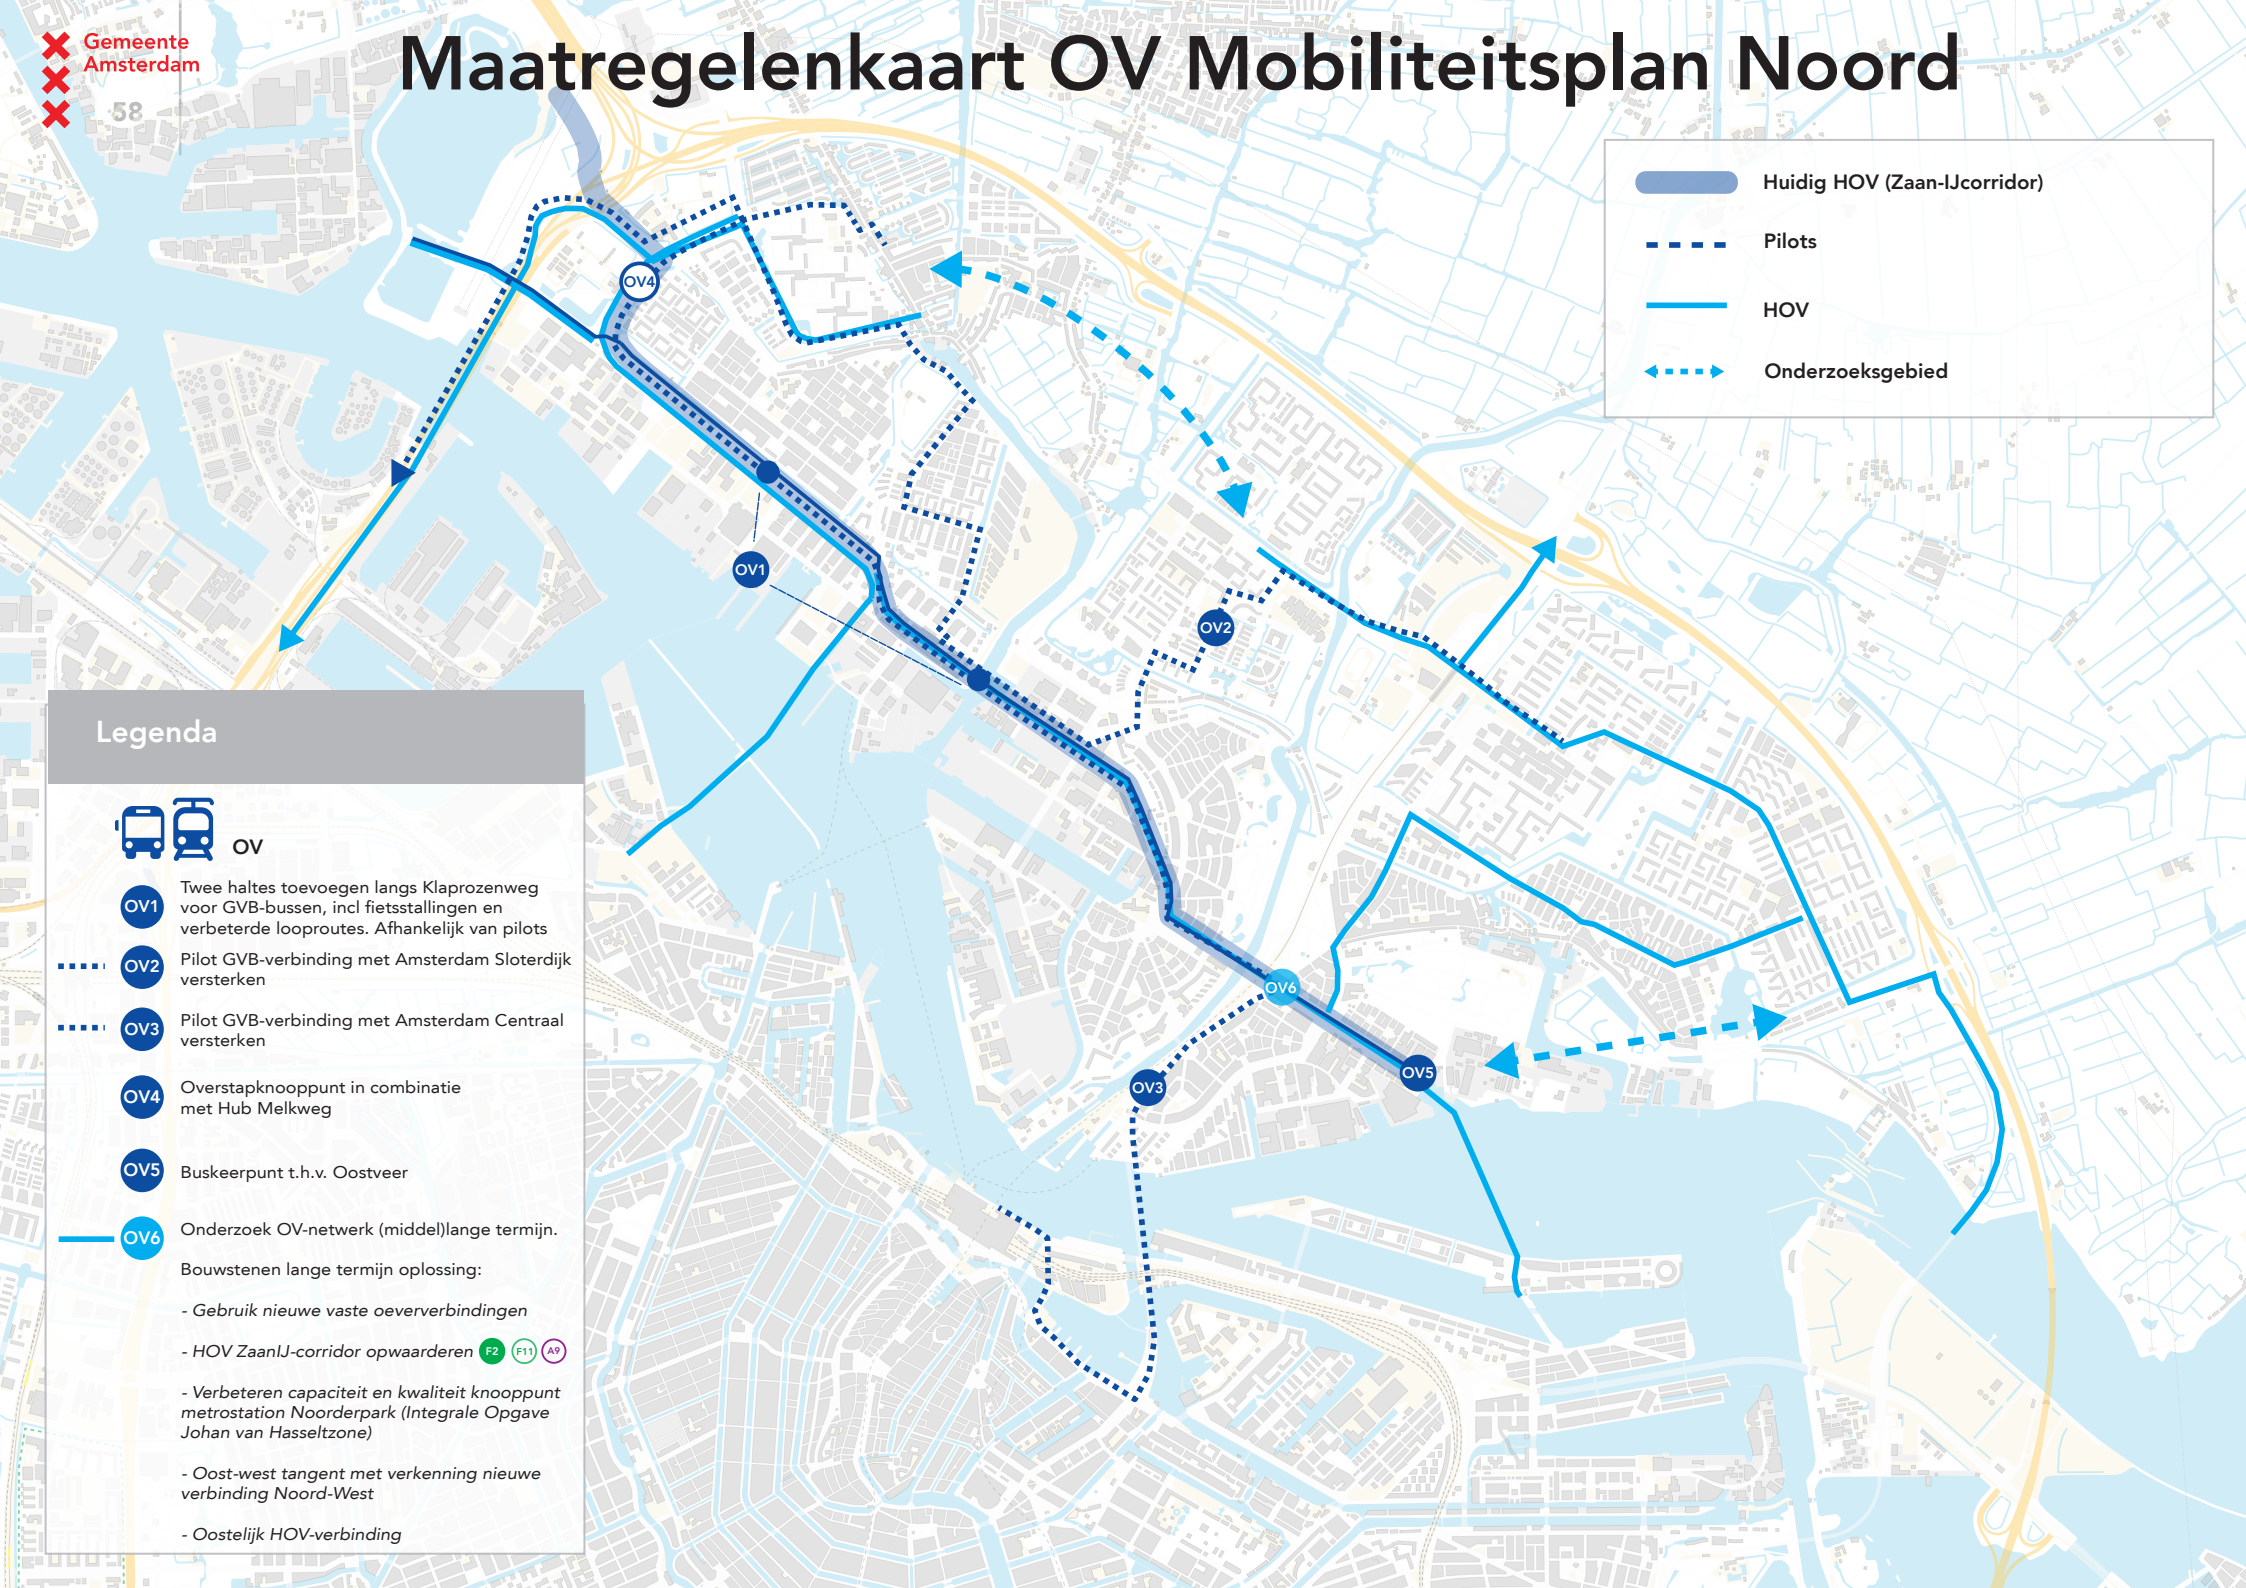 Gemeente
Amsterdam
58
Maatregelenkaart OV Mobiliteitsplan Noord
Huidig HOV (Zaan-IJcorridor)
Pilots
HOV
Onderzoeksgebied
OV4
OV1
OV2
OV6
OV3
OV5
Legenda
OV
OV1
Twee haltes toevoegen langs Klaprozenweg
voor GVB-bussen, incl fietsstallingen en
verbeterde looproutes. Afhankelijk van pilots
OV2
Pilot GVB-verbinding met Amsterdam Sloterdijk
versterken
OV3
Pilot GVB-verbinding met Amsterdam Centraal
versterken
OV4
Overstapknooppunt in combinatie
met Hub Melkweg
OV5
Buskeerpunt t.h.v. Oostveer
OV6
Onderzoek OV-netwerk (middel)lange termijn.
Bouwstenen lange termijn oplossing:
- Gebruik nieuwe vaste oeververbindingen
- HOV ZaanIJ-corridor opwaarderen F2 F11 A9
- Verbeteren capaciteit en kwaliteit knooppunt
metrostation Noorderpark (Integrale Opgave
Johan van Hasseltzone)
- Oost-west tangent met verkenning nieuwe
verbinding Noord-West
- Oostelijk HOV-verbinding